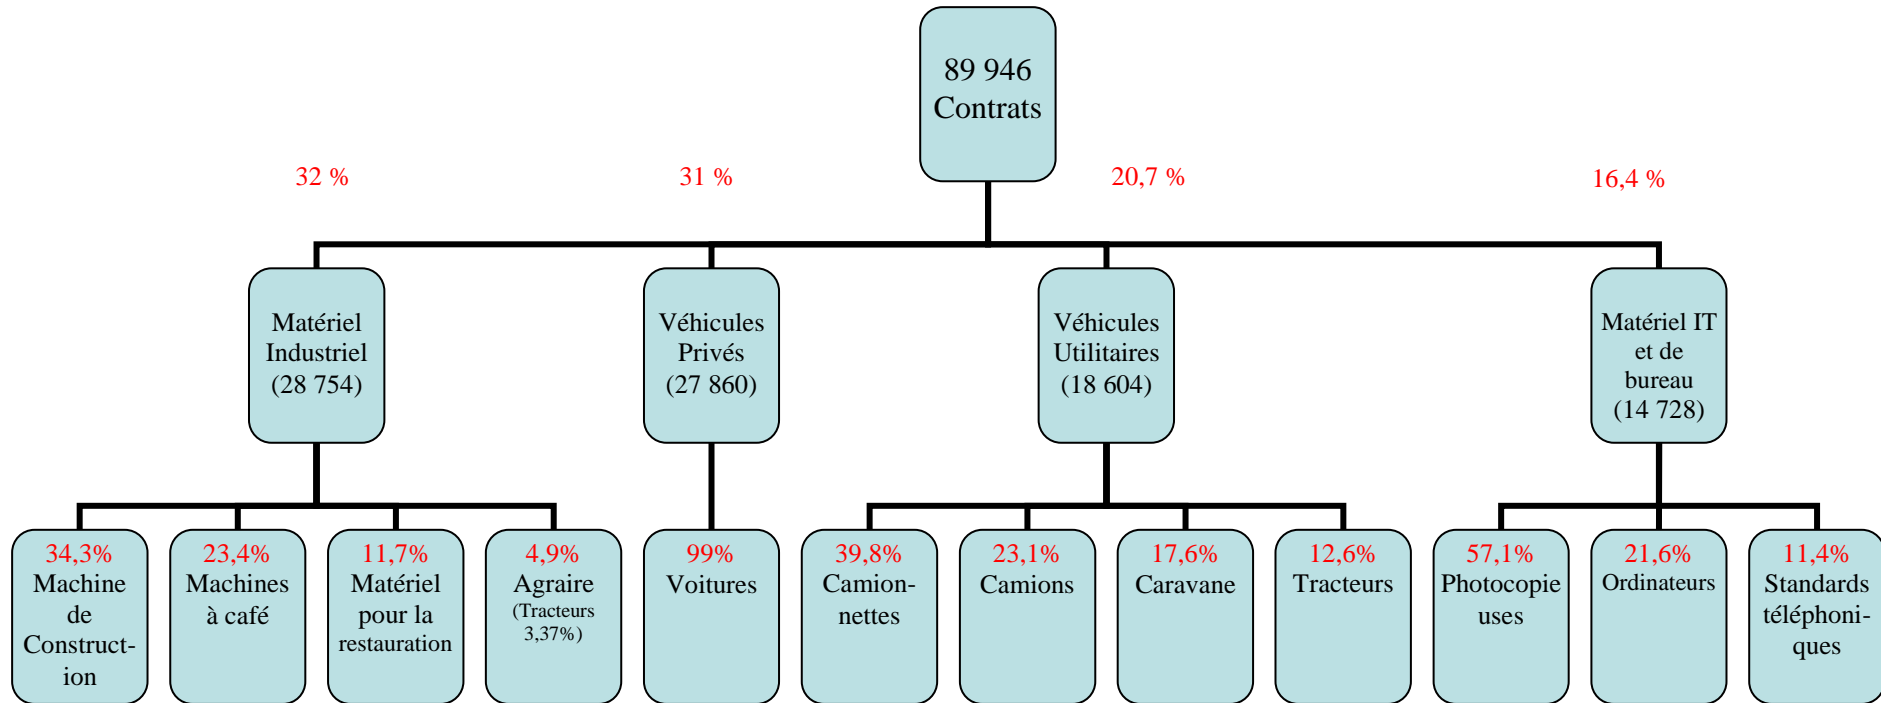 89 946
Contrats
32 %
31 %
20,7 %
16,4 %
Matériel
Industriel
(28 754)
Véhicules
Privés
(27 860)
Véhicules
Utilitaires
(18 604)
Matériel IT
et de
bureau
(14 728)
34,3%
Machine
de
Construct-
ion
23,4%
Machines
à café
11,7%
Matériel
pour la
restauration
4,9%
Agraire
(Tracteurs
3,37%)
99%
Voitures
39,8%
Camion-
nettes
23,1%
Camions
17,6%
Caravane
12,6%
Tracteurs
57,1%
Photocopie
uses
21,6%
Ordinateurs
11,4%
Standards
téléphoni-
ques